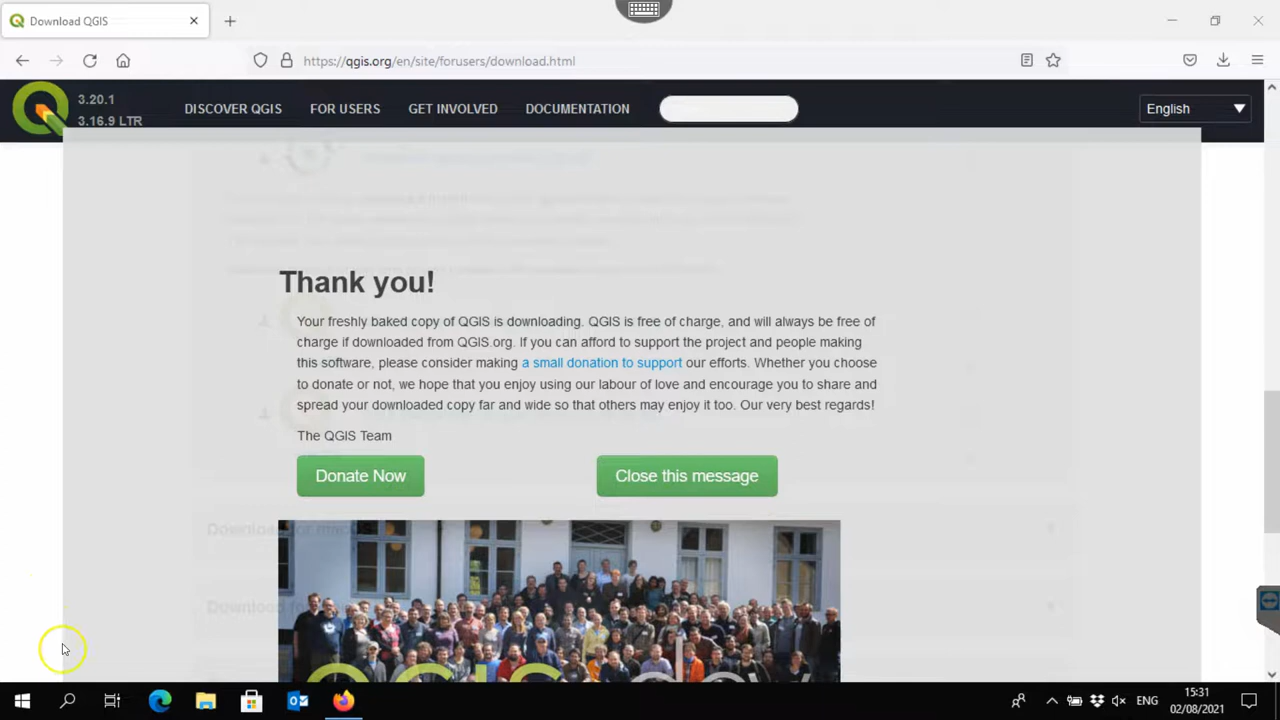 Download QGIS
https://qgis.org/en/site/forusers/download.html
3.20.1
3.16.9 LTR
DISCOVER QGIS FOR USERS GET INVOLVED DOCUMENTATION
English
Thank you!
Your freshly baked copy of QGIS is downloading. QGIS is free of charge, and will always be free of
charge if downloaded from QGIS.org. If you can afford to support the project and people making
this software, please consider making a small donation to support our efforts. Whether you choose
to donate or not, we hope that you enjoy using our labour of love and encourage you to share and
spread your downloaded copy far and wide so that others may enjoy it too. Our very best regards!
The QGIS Team
Donate Now Close this message
Download for
Download for
QGIS dev
ENG
15:31
02/08/2021